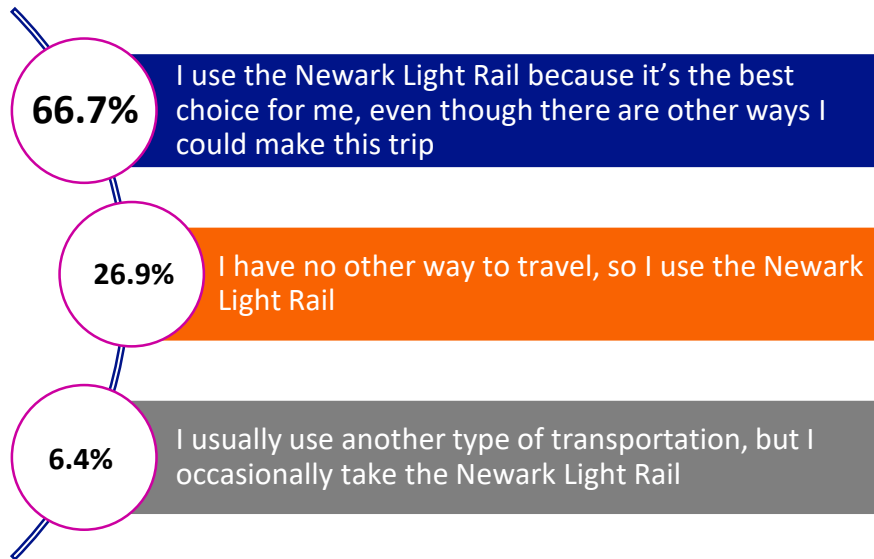 66.7%
I use the Newark Light Rail because it’s the best
choice for me, even though there are other ways I
could make this trip
26.9%
I have no other way to travel, so I use the Newark
Light Rail
6.4%
I usually use another type of transportation, but I
occasionally take the Newark Light Rail